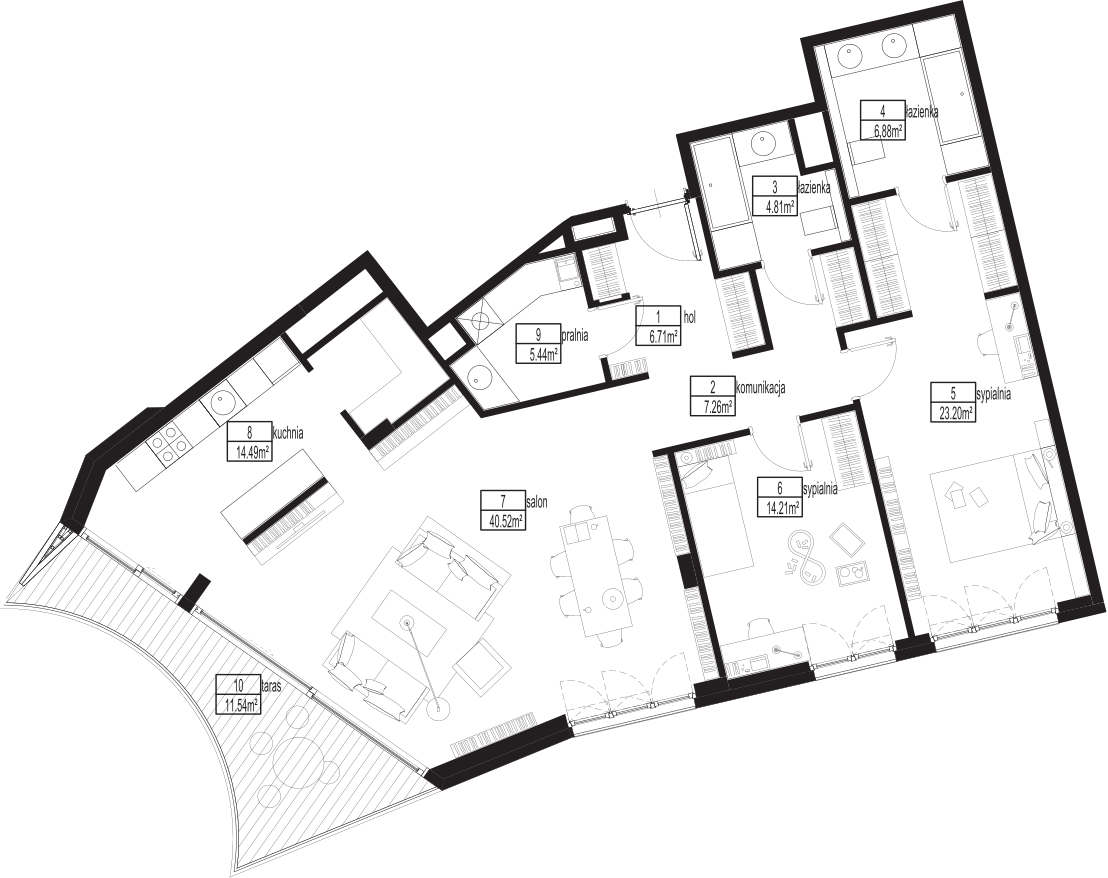 4 łazienka
6.88m²
3 łazienka
4.81m²
1 hol
6.71m²
9 pralnia
5.44m²
2 komunikacja
7.26m²
5 sypialnia
23.20m²
8 kuchnia
14.49m²
7 salon
40.52m²
6 sypialnia
14.21m²
10 taras
11.54m²